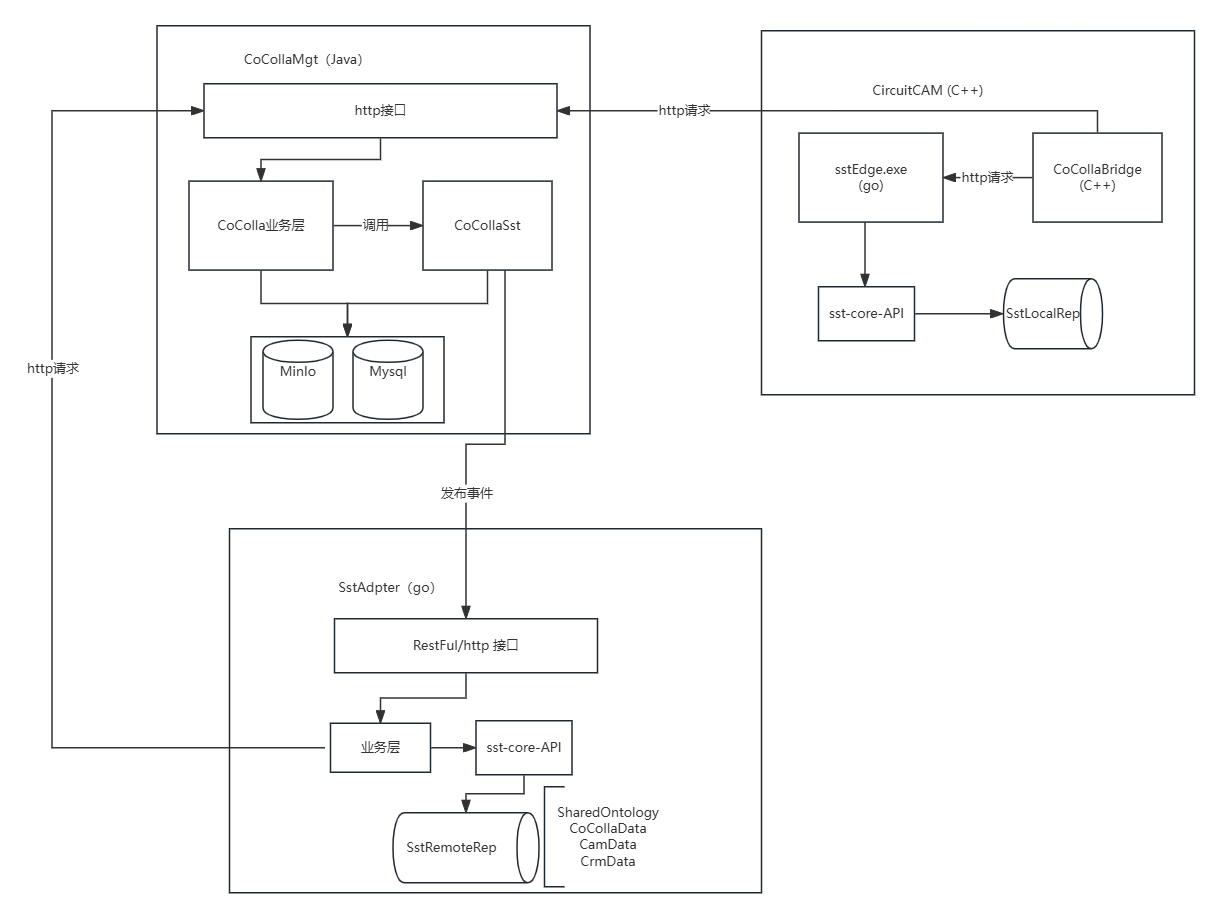 CoCollaMgt（Java）
http接口
CoColla业务层
调用
CoCollaSst
MinIo
Mysql
http请求
CircuitCAM (C++)
sstEdge.exe
(go)
http请求
CoCollaBridge
(C++)
sst-core-API
SstLocalRep
http请求
发布事件
SstAdpter（go）
RestFul/http 接口
业务层
sst-core-API
SstRemoteRep
SharedOntology
CoCollaData
CamData
CrmData